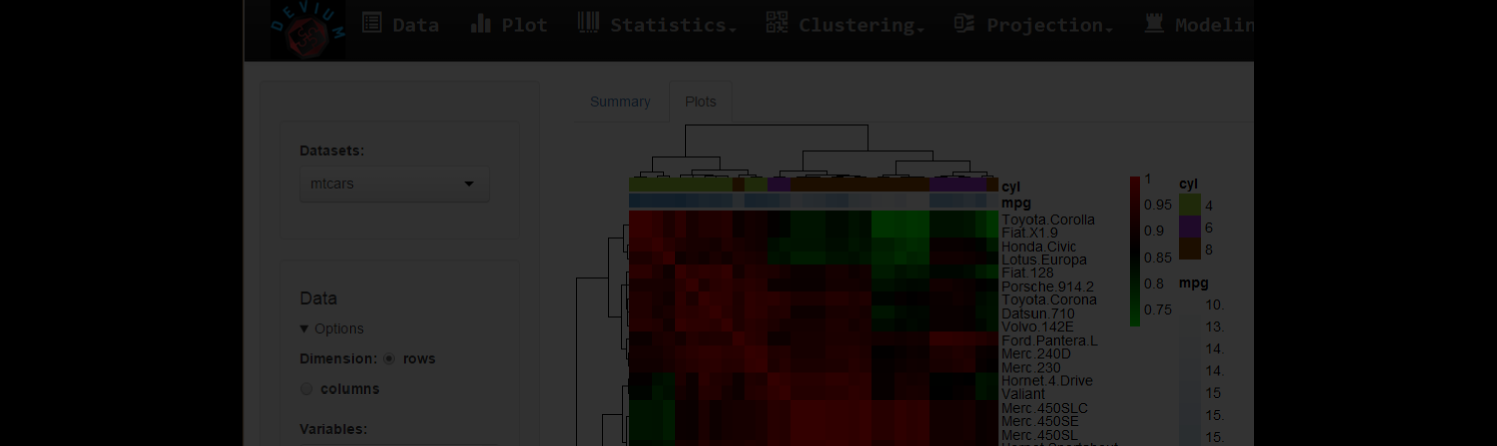 DEVIUM
Data Plot Statistics Clustering Projection
Summary Plots
Datasets:
mtcars
Data
Options
Dimension: rows
columns
Variables:
cyl
mpg
Toyota.Corolla
Fiat.X1.9
Honda.Civic
Lotus.Europa
Fiat.128
Porsche.914.2
Toyota.Corona
Datsun.710
Volvo.142E
Ford.Pantera.L
Merc.240D
Merc.230
Hornet.4.Drive
Valiant
Merc.450SLC
Merc.450SE
Merc.450SL
1
0.95
0.9
0.85
0.8
0.75
cyl
4
6
8
mpg
10.
13.
14.
14.
15
15.
15.